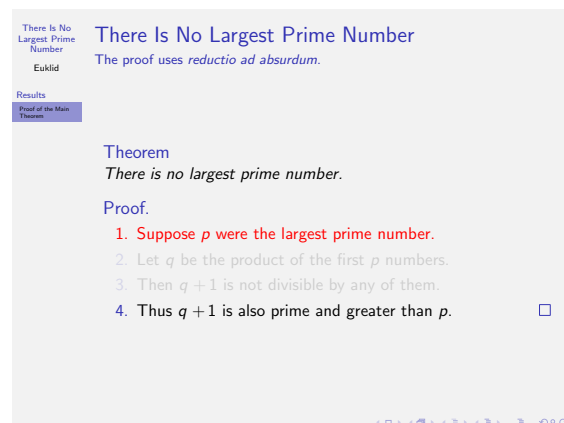 There Is No
Largest Prime
Number
Euklid
Results
Proof of the Main
Theorem
There Is No Largest Prime Number
The proof uses reductio ad absurdum.
Theorem
There is no largest prime number.
Proof.
1. Suppose p were the largest prime number.
2. Let q be the product of the first p numbers.
3. Then q + 1 is not divisible by any of them.
4. Thus q + 1 is also prime and greater than p.